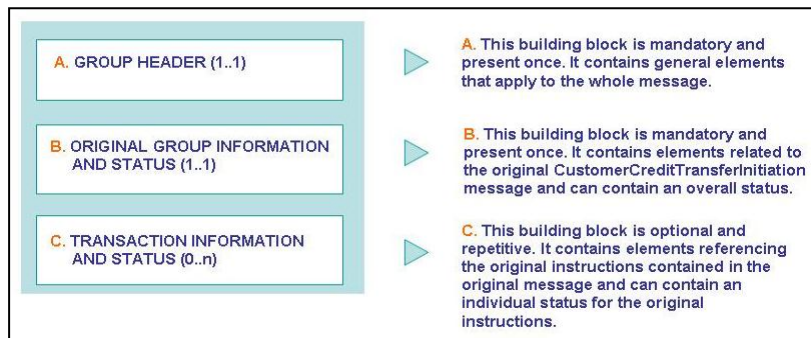 A. GROUP HEADER (1..1)
A. This building block is mandatory and
present once. It contains general elements
that apply to the whole message.
B. ORIGINAL GROUP INFORMATION
AND STATUS (1..1)
B. This building block is mandatory and
present once. It contains elements related to
the original CustomerCreditTransferInitiation
message and can contain an overall status.
C. TRANSACTION INFORMATION
AND STATUS (0..n)
C. This building block is optional and
repetitive. It contains elements referencing
the original instructions contained in the
original message and can contain an
individual status for the original
instructions.